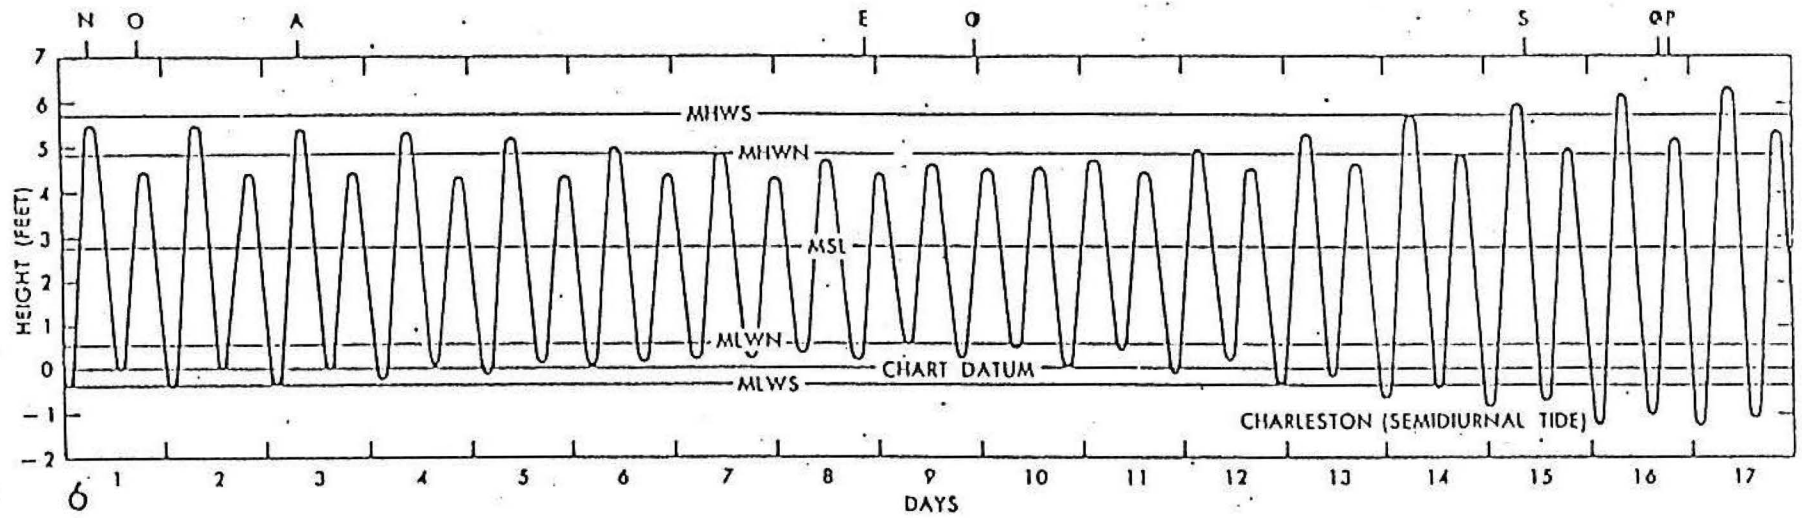 N O A E O S O P
7
6
5
4
3
2
1
0
-1
-2
HEIGHT (FEET)
MHWS
MHWN
MSL
MLWN
CHART DATUM
MLWS
CHARLESTON (SEMIDIURNAL TIDE)
1 2 3 4 5 6 7 8 9 10 11 12 13 14 15 16 17
DAYS
6